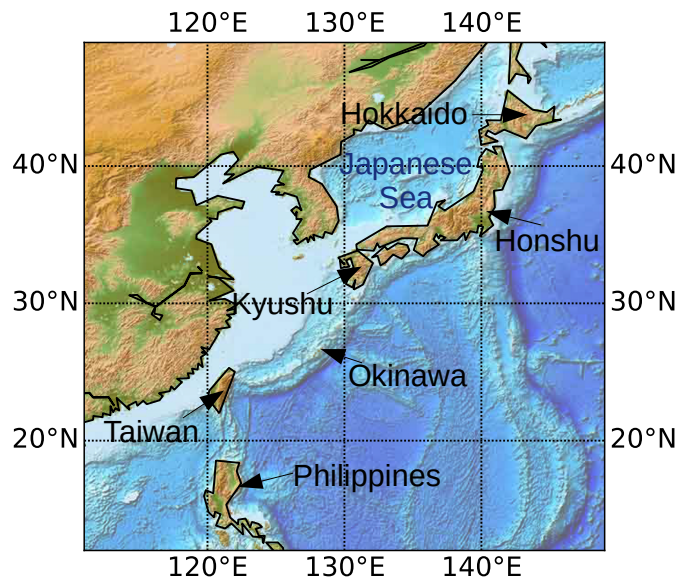 120°E 130°E 140°E
Hokkaido
40°N 40°N
Japanese
Sea
Honshu
30°N 30°N
Kyushu
Okinawa
Taiwan
20°N 20°N
Philippines
120°E 130°E 140°E